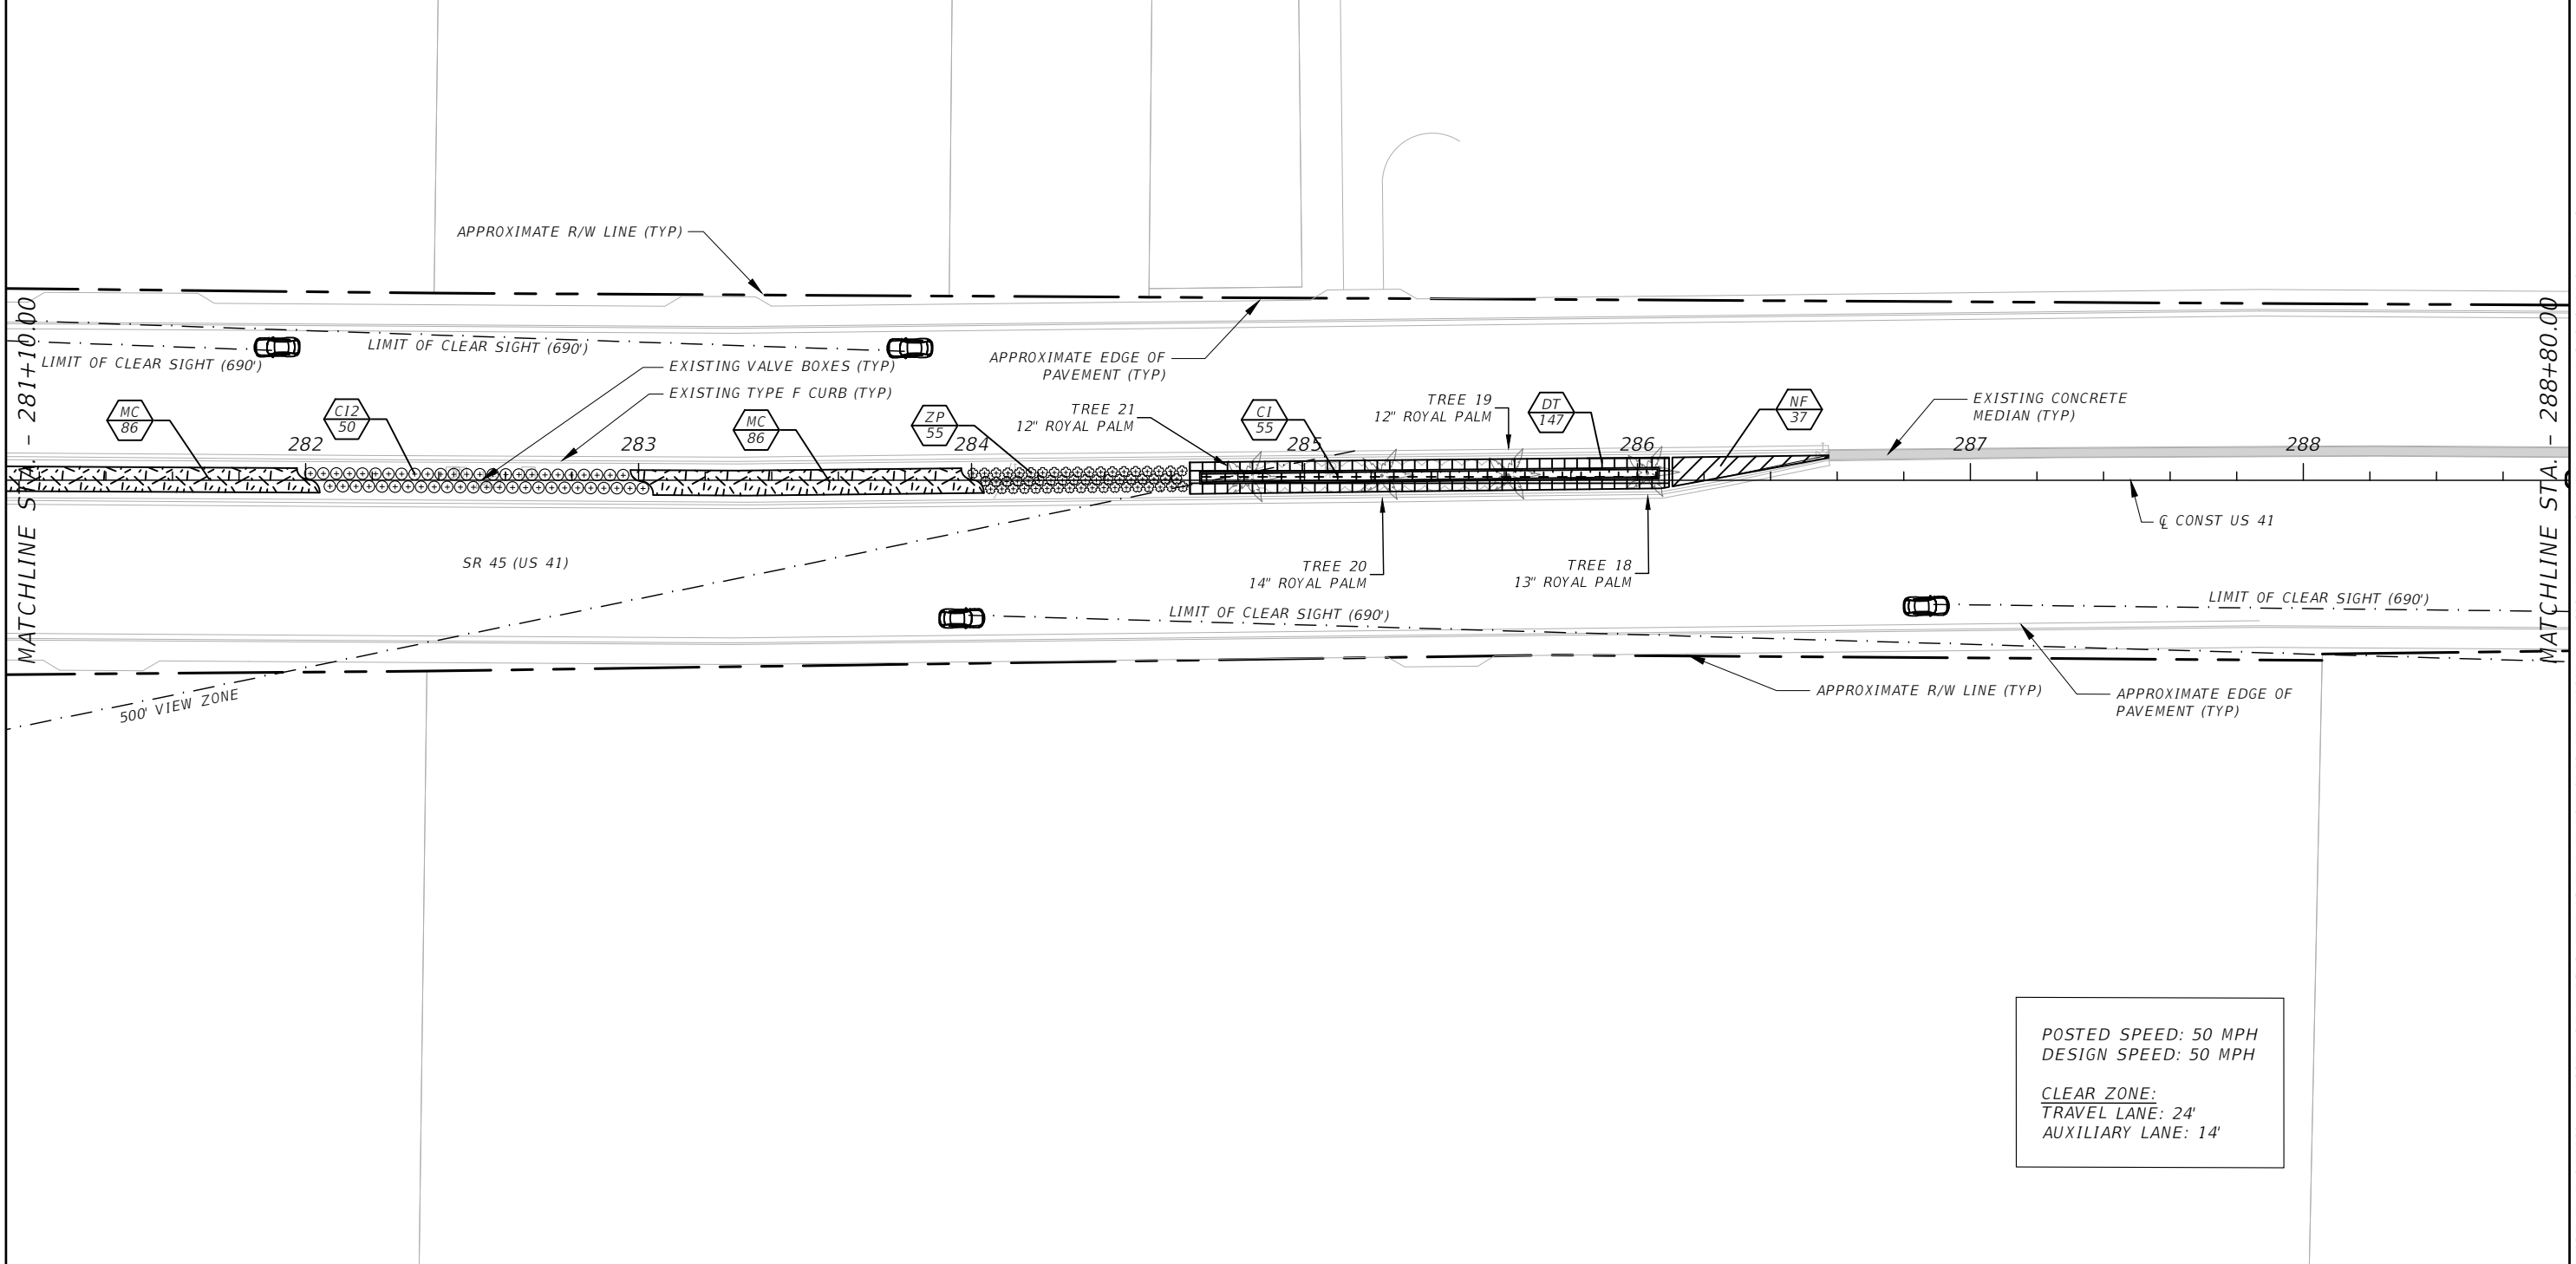 APPROXIMATE R/W LINE (TYP)
LIMIT OF CLEAR SIGHT (690')
LIMIT OF CLEAR SIGHT (690')
EXISTING VALVE BOXES (TYP)
EXISTING TYPE F CURB (TYP)
APPROXIMATE EDGE OF
PAVEMENT (TYP)
MATCHLINE STA. - 281+10.00
MC
86
282
CI2
50
283
MC
86
ZP
55
284
TREE 21
12" ROYAL PALM
CI
55
285
TREE 19
12" ROYAL PALM
DT
147
286
NF
37
EXISTING CONCRETE
MEDIAN (TYP)
287
288
MATCHLINE STA. - 288+80.00
℄ CONST US 41
SR 45 (US 41)
TREE 20
14" ROYAL PALM
TREE 18
13" ROYAL PALM
LIMIT OF CLEAR SIGHT (690')
LIMIT OF CLEAR SIGHT (690')
500' VIEW ZONE
APPROXIMATE R/W LINE (TYP)
APPROXIMATE EDGE OF
PAVEMENT (TYP)
POSTED SPEED: 50 MPH
DESIGN SPEED: 50 MPH
CLEAR ZONE:
TRAVEL LANE: 24'
AUXILIARY LANE: 14'